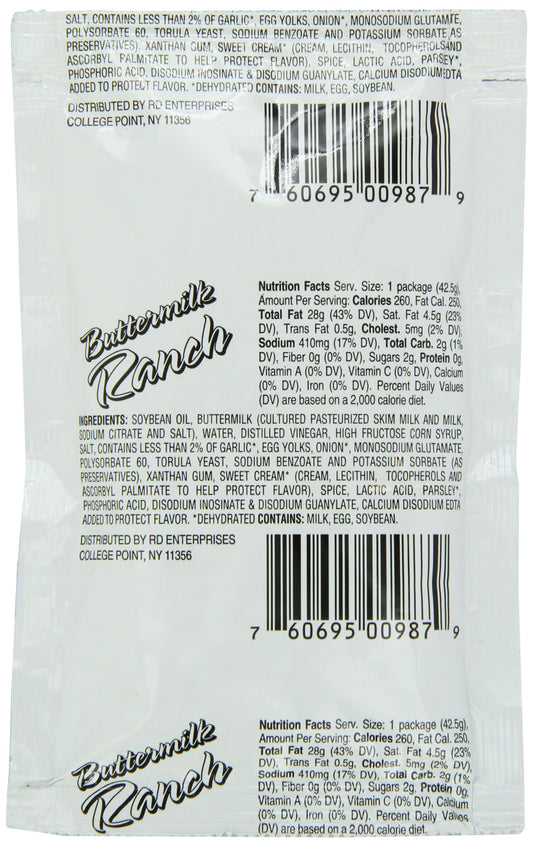 SALT, CONTAINS LESS THAN 2% OF GARLIC*, EGG YOLKS, ONION*, MONOSODIUM GLUTAMATE,
POLYSORBATE 60, TORULA YEAST, SODIUM BENZOATE AND POTASSIUM SORBATE (AS
PRESERVATIVES), XANTHAN GUM, SWEET CREAM* (CREAM, LECITHIN, TOCOPHEROLS AND
ASCORBYL PALMITATE TO HELP PROTECT FLAVOR), SPICE, LACTIC ACID, PARSLEY*,
PHOSPHORIC ACID, DISODIUM INOSINATE & DISODIUM GUANYLATE, CALCIUM DISODIUM EDTA
ADDED TO PROTECT FLAVOR. *DEHYDRATED CONTAINS: MILK, EGG, SOYBEAN.
DISTRIBUTED BY RD ENTERPRISES
COLLEGE POINT, NY 11356
7 60695 00987 9
Buttermilk
Ranch
Nutrition Facts Serv. Size: 1 package (42.5g),
Amount Per Serving: Calories 260, Fat Cal. 250,
Total Fat 28g (43% DV), Sat. Fat 4.5g (23%
DV), Trans Fat 0.5g, Cholest. 5mg (2% DV),
Sodium 410mg (17% DV), Total Carb. 2g (1%
DV), Fiber 0g (0% DV), Sugars 2g, Protein 0g,
Vitamin A (0% DV), Vitamin C (0% DV), Calcium
(0% DV), Iron (0% DV). Percent Daily Values
(DV) are based on a 2,000 calorie diet.
INGREDIENTS: SOYBEAN OIL, BUTTERMILK (CULTURED PASTEURIZED SKIM MILK AND MILK,
SODIUM CITRATE AND SALT), WATER, DISTILLED VINEGAR, HIGH FRUCTOSE CORN SYRUP,
SALT, CONTAINS LESS THAN 2% OF GARLIC*, EGG YOLKS, ONION*, MONOSODIUM GLUTAMATE,
POLYSORBATE 60, TORULA YEAST, SODIUM BENZOATE AND POTASSIUM SORBATE (AS
PRESERVATIVES), XANTHAN GUM, SWEET CREAM* (CREAM, LECITHIN, TOCOPHEROLS AND
ASCORBYL PALMITATE TO HELP PROTECT FLAVOR), SPICE, LACTIC ACID, PARSLEY*,
PHOSPHORIC ACID, DISODIUM INOSINATE & DISODIUM GUANYLATE, CALCIUM DISODIUM EDTA
ADDED TO PROTECT FLAVOR. *DEHYDRATED CONTAINS: MILK, EGG, SOYBEAN.
DISTRIBUTED BY RD ENTERPRISES
COLLEGE POINT, NY 11356
7 60695 00987 9
Buttermilk
Ranch
Nutrition Facts Serv. Size: 1 package (42.5g),
Amount Per Serving: Calories 260, Fat Cal. 250,
Total Fat 28g (43% DV), Sat. Fat 4.5g (23%
DV), Trans Fat 0.5g, Cholest. 5mg (2% DV),
Sodium 410mg (17% DV), Total Carb. 2g (1%
DV), Fiber 0g (0% DV), Sugars 2g, Protein 0g,
Vitamin A (0% DV), Vitamin C (0% DV), Calcium
(0% DV), Iron (0% DV). Percent Daily Values
(DV) are based on a 2,000 calorie diet.